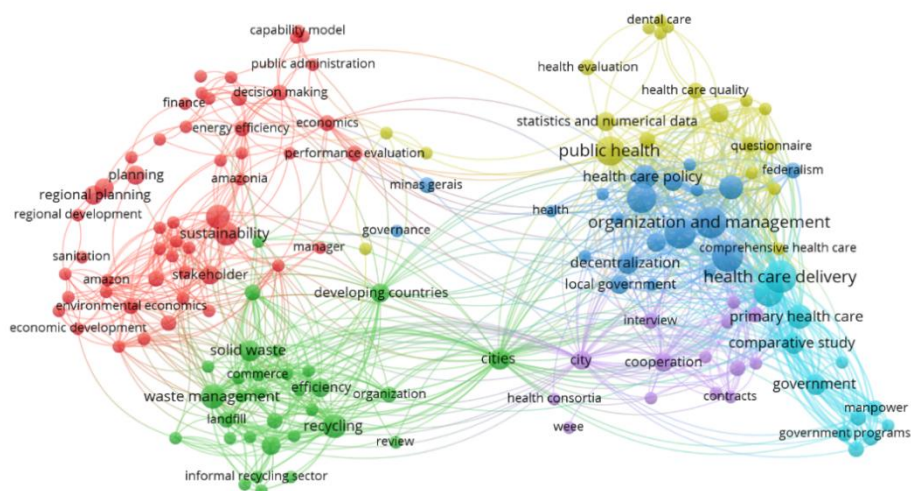 dental care
capability model
public administration
health evaluation
decision making
health care quality
finance
economics
statistics and numerical data
energy efficiency
performance evaluation
public health
questionnaire
planning
amazonia
health care policy
federalism
minas gerais
regional planning
regional development
health
organization and management
sustainability
governance
manager
comprehensive health care
sanitation
stakeholder
decentralization
amazon
health care delivery
local government
developing countries
environmental economics
economic development
interview
primary health care
solid waste
comparative study
cities
city
cooperation
commerce
waste management
efficiency
organization
government
health consortia
contracts
manpower
landfill
recycling
weee
government programs
review
informal recycling sector